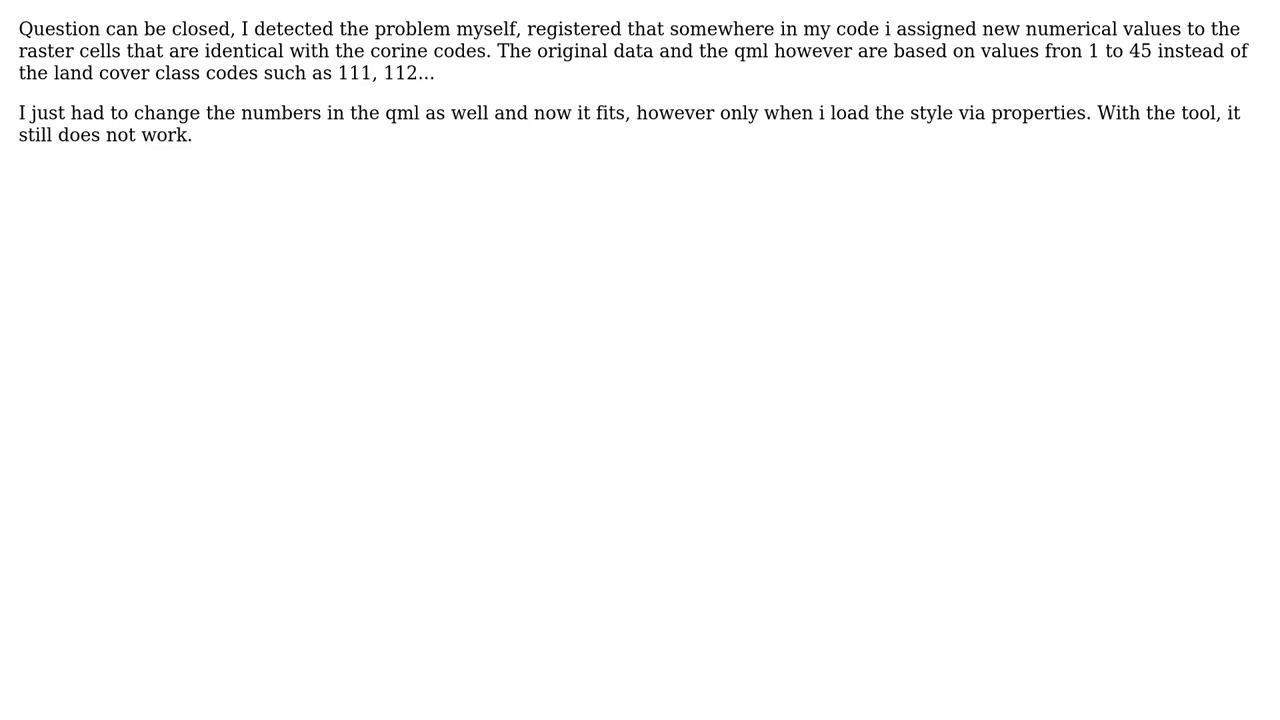 Question can be closed, I detected the problem myself, registered that somewhere in my code i assigned new numerical values to the
raster cells that are identical with the corine codes. The original data and the qml however are based on values fron 1 to 45 instead of
the land cover class codes such as 111, 112...
I just had to change the numbers in the qml as well and now it fits, however only when i load the style via properties. With the tool, it
still does not work.